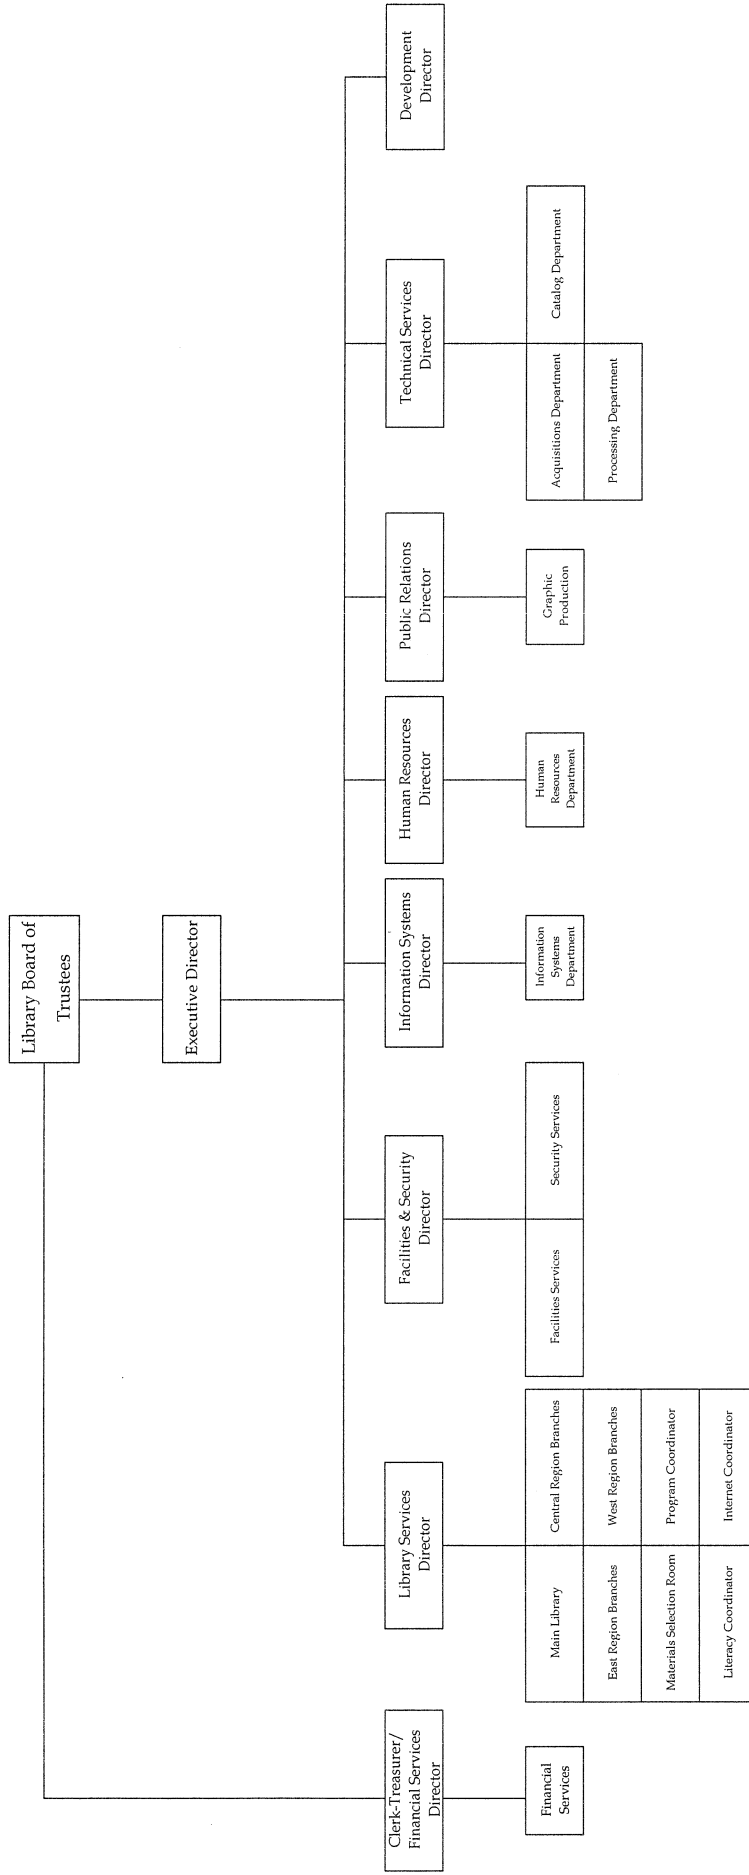 Library Board of
Trustees
Executive Director
Clerk-Treasurer/
Financial Services
Director
Library Services
Director
Facilities & Security
Director
Information Systems
Director
Human Resources
Director
Public Relations
Director
Technical Services
Director
Development
Director
Financial
Services
Main Library
Central Region Branches
East Region Branches
West Region Branches
Materials Selection Room
Program Coordinator
Literacy Coordinator
Internet Coordinator
Facilities Services
Security Services
Information
Systems
Department
Human
Resources
Department
Graphic
Production
Acquisitions Department
Catalog Department
Processing Department